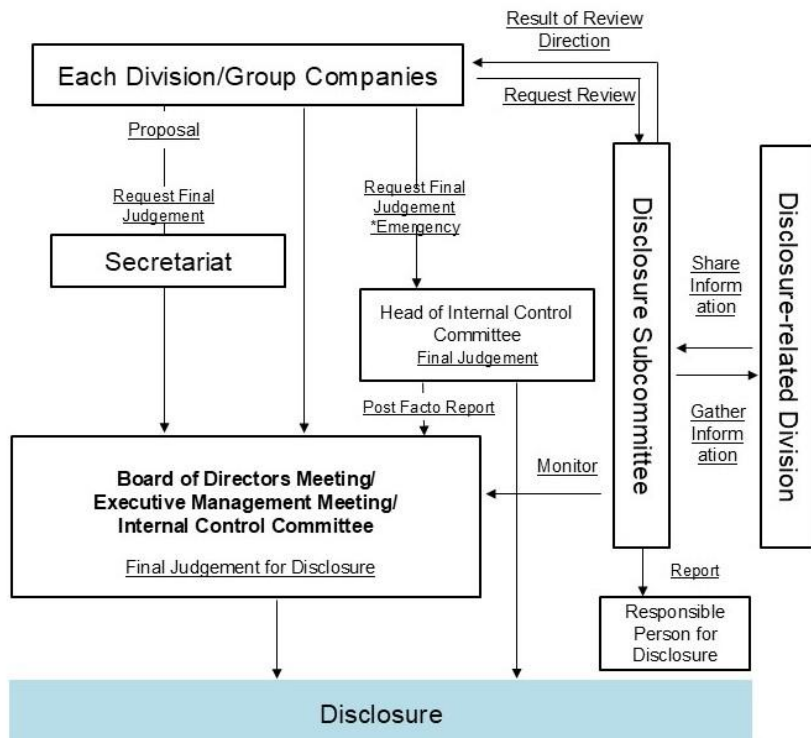 Result of Review
Direction
Each Division/Group Companies
Request Review
Proposal
Request Final
Judgement
Request Final
Judgement
*Emergency
Secretariat
Disclosure Subcommittee
Share
Inform
ation
Disclosure-related Division
Head of Internal Control
Committee
Final Judgement
Post Facto Report
Gather
Inform
ation
Board of Directors Meeting/
Executive Management Meeting/
Internal Control Committee
Final Judgement for Disclosure
Monitor
Report
Responsible
Person for
Disclosure
Disclosure